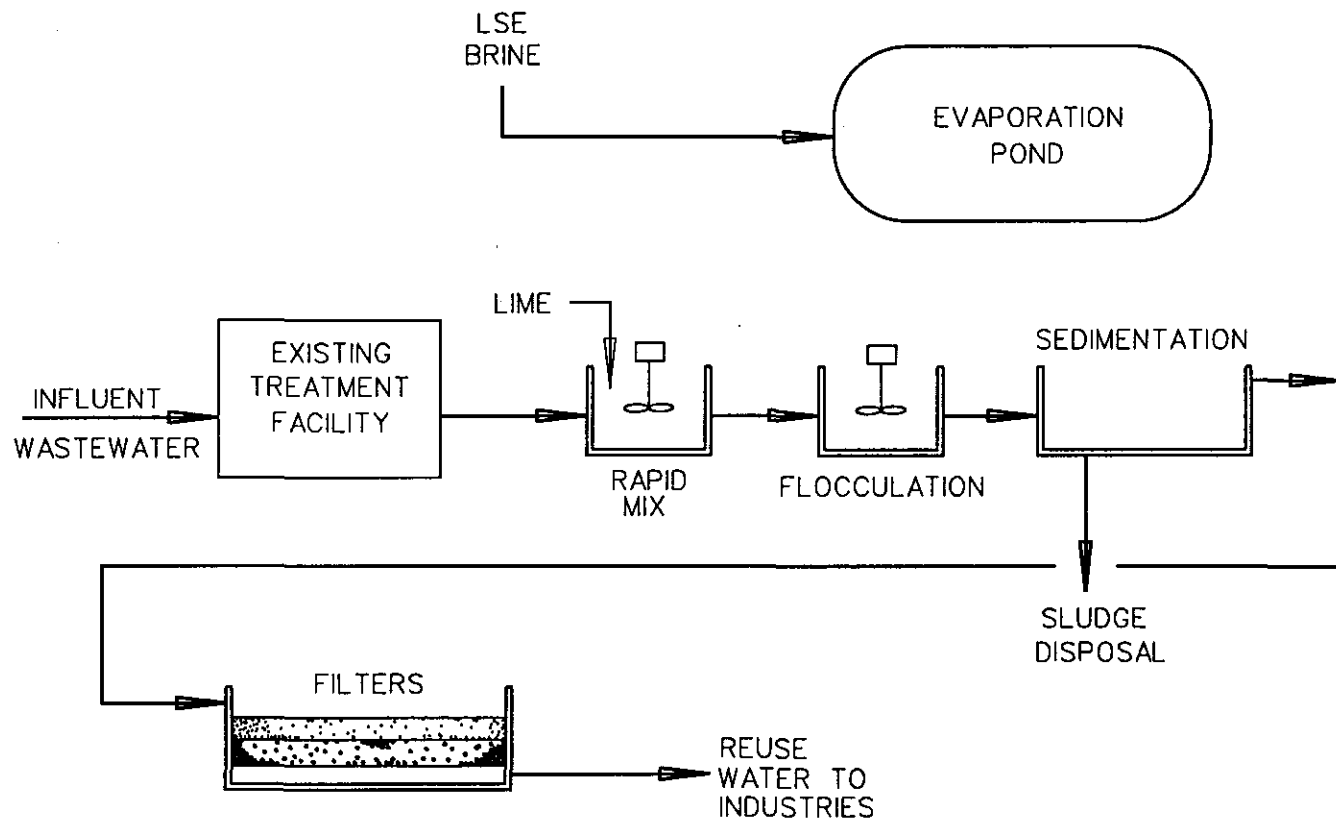 LSE
BRINE
EVAPORATION
POND
LIME
SEDIMENTATION
EXISTING
TREATMENT
FACILITY
INFLUENT
WASTEWATER
RAPID
MIX
FLOCCULATION
SLUDGE
DISPOSAL
FILTERS
REUSE
WATER TO
INDUSTRIES